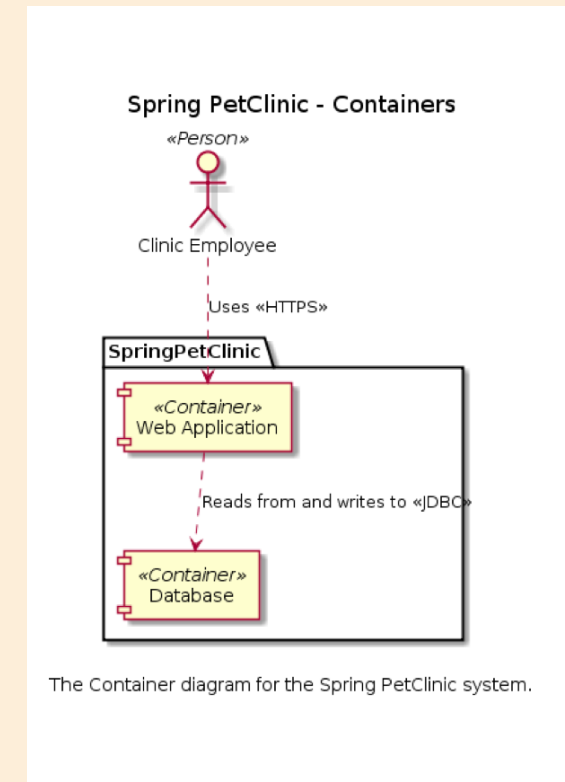 Spring PetClinic - Containers
«Person»
Clinic Employee
Uses «HTTPS»
SpringPetClinic
«Container»
Web Application
Reads from and writes to «JDBC»
«Container»
Database
The Container diagram for the Spring PetClinic system.